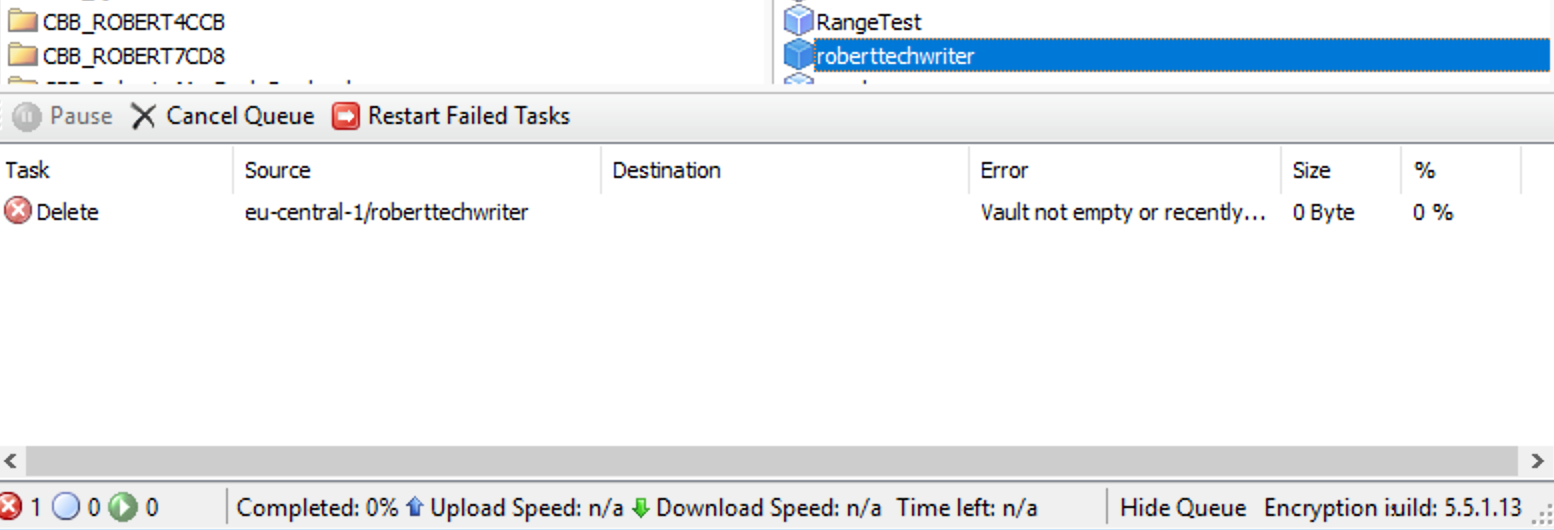 CBB_ROBERT4CCB
RangeTest
CBB_ROBERT7CD8
roberttechwriter
Pause Cancel Queue Restart Failed Tasks
Task Source Destination Error Size %
Delete eu-central-1/roberttechwriter Vault not empty or recently... 0 Byte 0 %
1 0 0 Completed: 0% Upload Speed: n/a Download Speed: n/a Time left: n/a Hide Queue Encryption iuild: 5.5.1.13